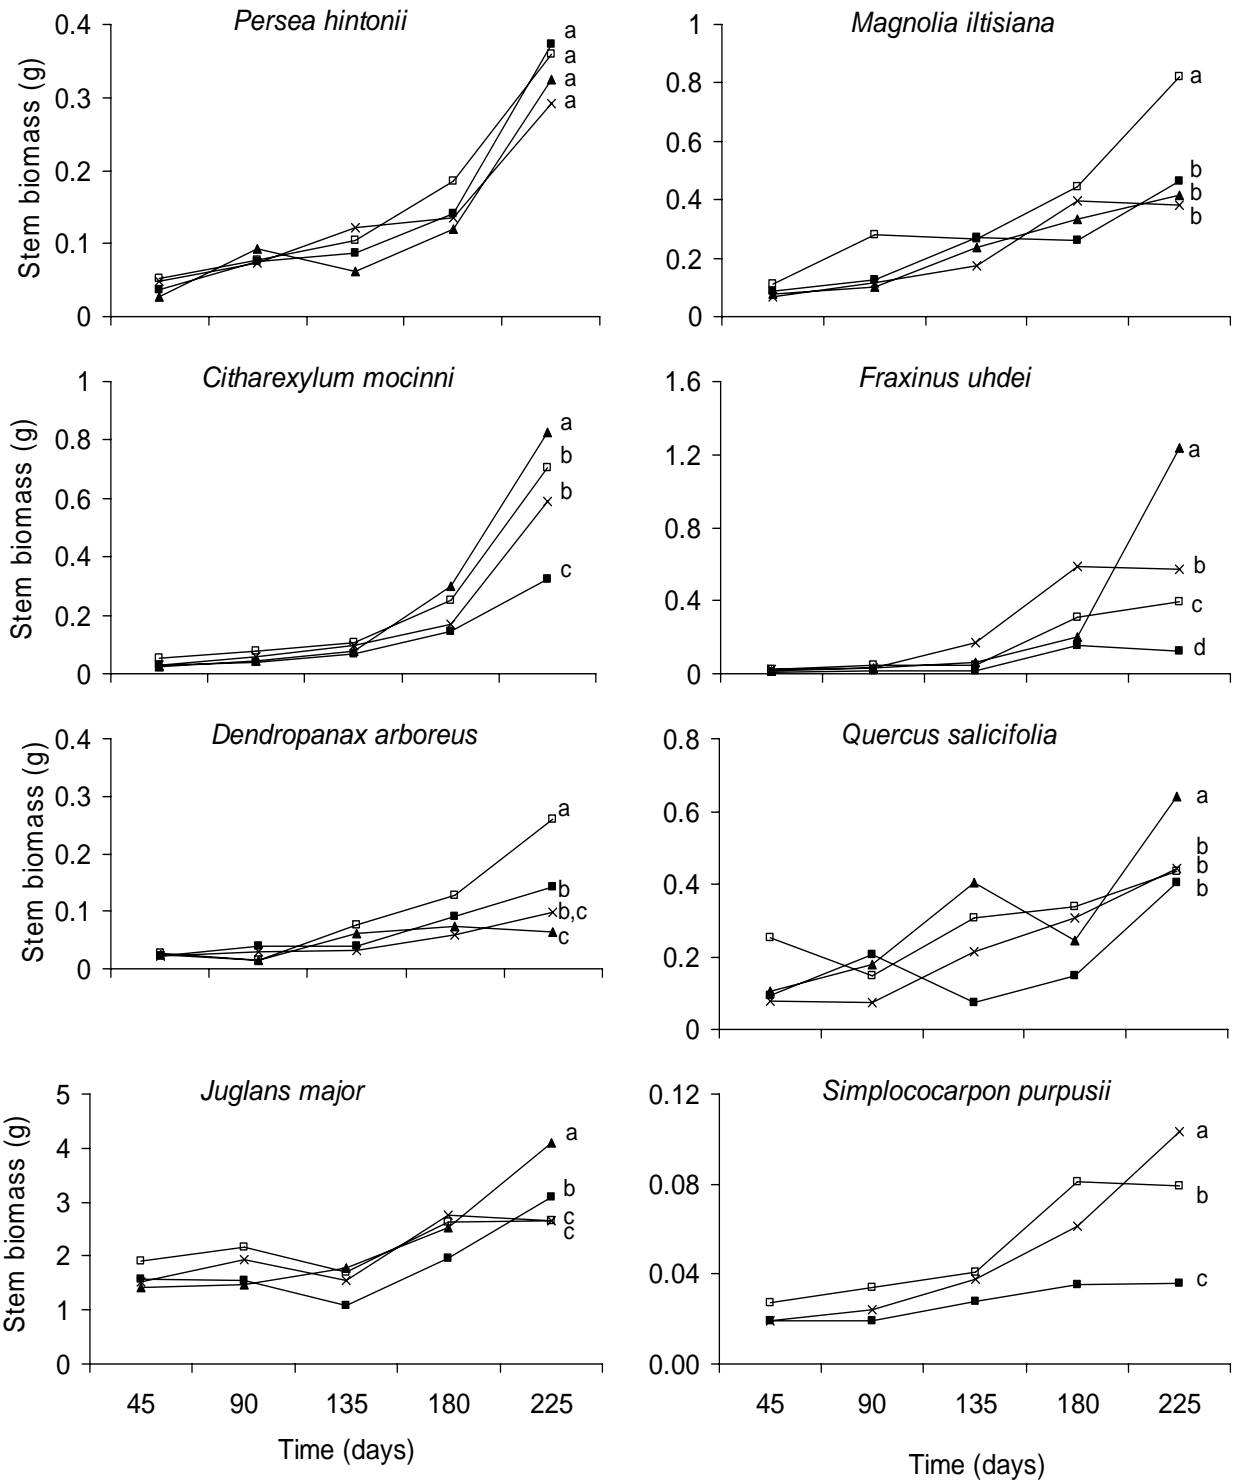 Persea hintonii
Stem biomass (g)
0.4
0.3
0.2
0.1
0
a
a
a
a
Magnolia iltisiana
1
0.8
0.6
0.4
0.2
0
a
b
b
b
Citharexylum mocinni
Stem biomass (g)
1
0.8
0.6
0.4
0.2
0
a
b
b
c
Fraxinus uhdei
1.6
1.2
0.8
0.4
0
a
b
c
d
Dendropanax arboreus
Stem biomass (g)
0.4
0.3
0.2
0.1
0
a
b
b,c
c
Quercus salicifolia
0.8
0.6
0.4
0.2
0
a
b
b
b
Juglans major
Stem biomass (g)
5
4
3
2
1
0
a
b
c
c
45 90 135 180 225
Time (days)
Simplococarpon purpusii
0.12
0.08
0.04
0.00
a
b
c
45 90 135 180 225
Time (days)